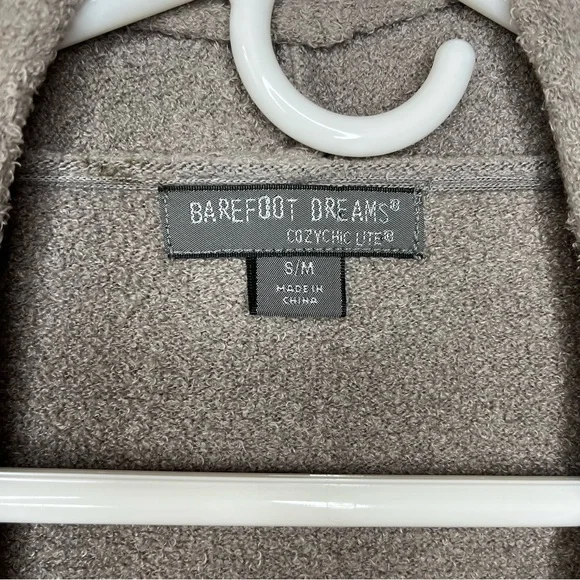 BAREFOOT DREAMS®
COZYCHIC LITE®
S/M
MADE IN
CHINA